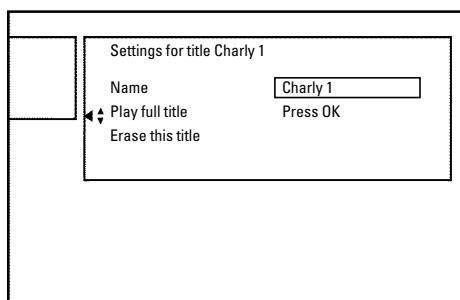 Settings for title Charly 1
Name Charly 1
Play full title Press OK
Erase this title